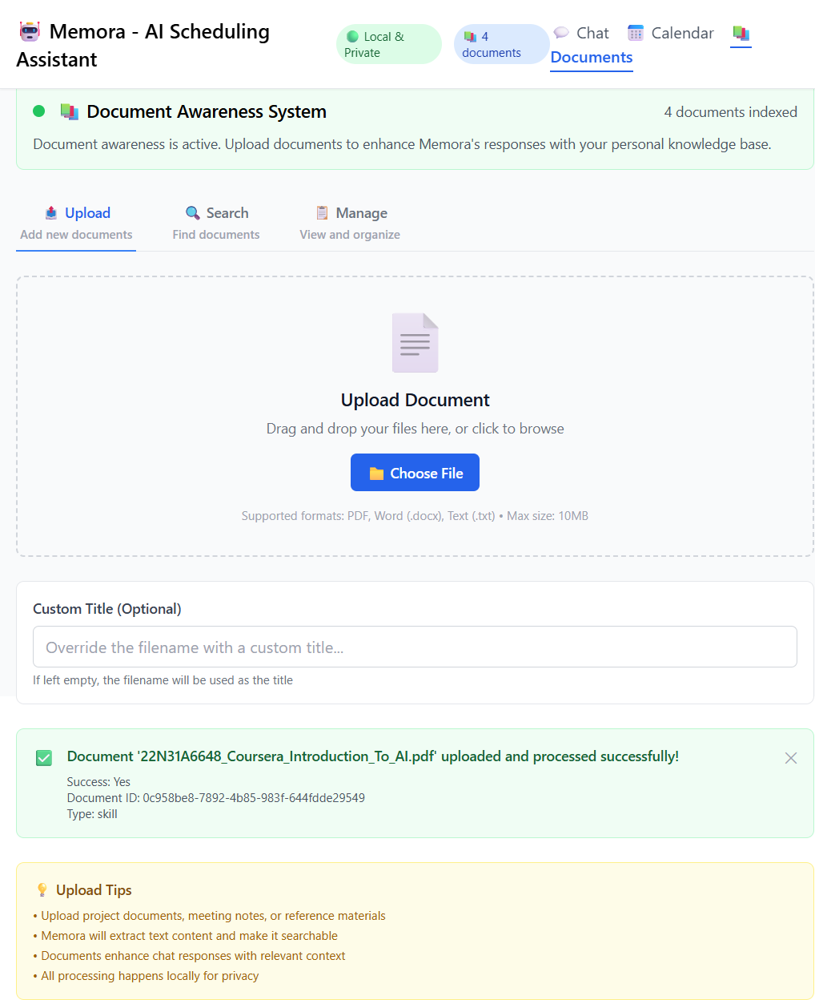 Memora - AI Scheduling
Assistant
Local &
Private
4
documents
Chat
Calendar
Documents
Document Awareness System
4 documents indexed
Document awareness is active. Upload documents to enhance Memora's responses with your personal knowledge base.
Upload
Add new documents
Search
Find documents
Manage
View and organize
Upload Document
Drag and drop your files here, or click to browse
Choose File
Supported formats: PDF, Word (.docx), Text (.txt) • Max size: 10MB
Custom Title (Optional)
Override the filename with a custom title...
If left empty, the filename will be used as the title
Document '22N31A6648_Coursera_Introduction_To_AI.pdf' uploaded and processed successfully!
Success: Yes
Document ID: 0c958be8-7892-4b85-983f-644fdde29549
Type: skill
Upload Tips
• Upload project documents, meeting notes, or reference materials
• Memora will extract text content and make it searchable
• Documents enhance chat responses with relevant context
• All processing happens locally for privacy